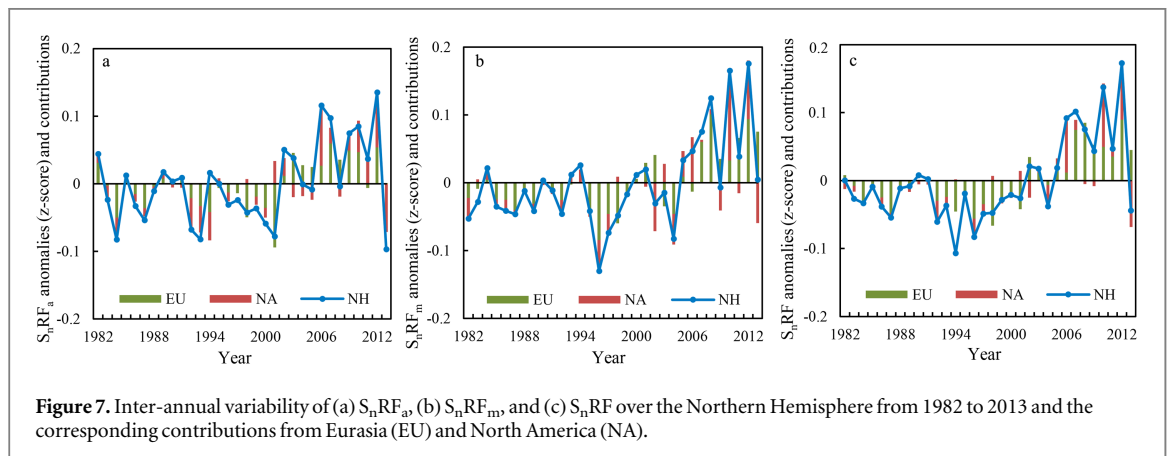 a
SnRFa anomalies (z-score) and contributions
0.2
0.1
0
-0.1
-0.2
EU NA NH
1982 1988 1994 2000 2006 2012
Year
b
SnRFm anomalies (z-score) and contributions
0.2
0.1
0
-0.1
-0.2
EU NA NH
1982 1988 1994 2000 2006 2012
Year
c
SnRF anomalies (z-score) and contributions
0.2
0.1
0
-0.1
-0.2
EU NA NH
1982 1988 1994 2000 2006 2012
Year
Figure 7. Inter-annual variability of (a) SnRFa, (b) SnRFm, and (c) SnRF over the Northern Hemisphere from 1982 to 2013 and the
corresponding contributions from Eurasia (EU) and North America (NA).